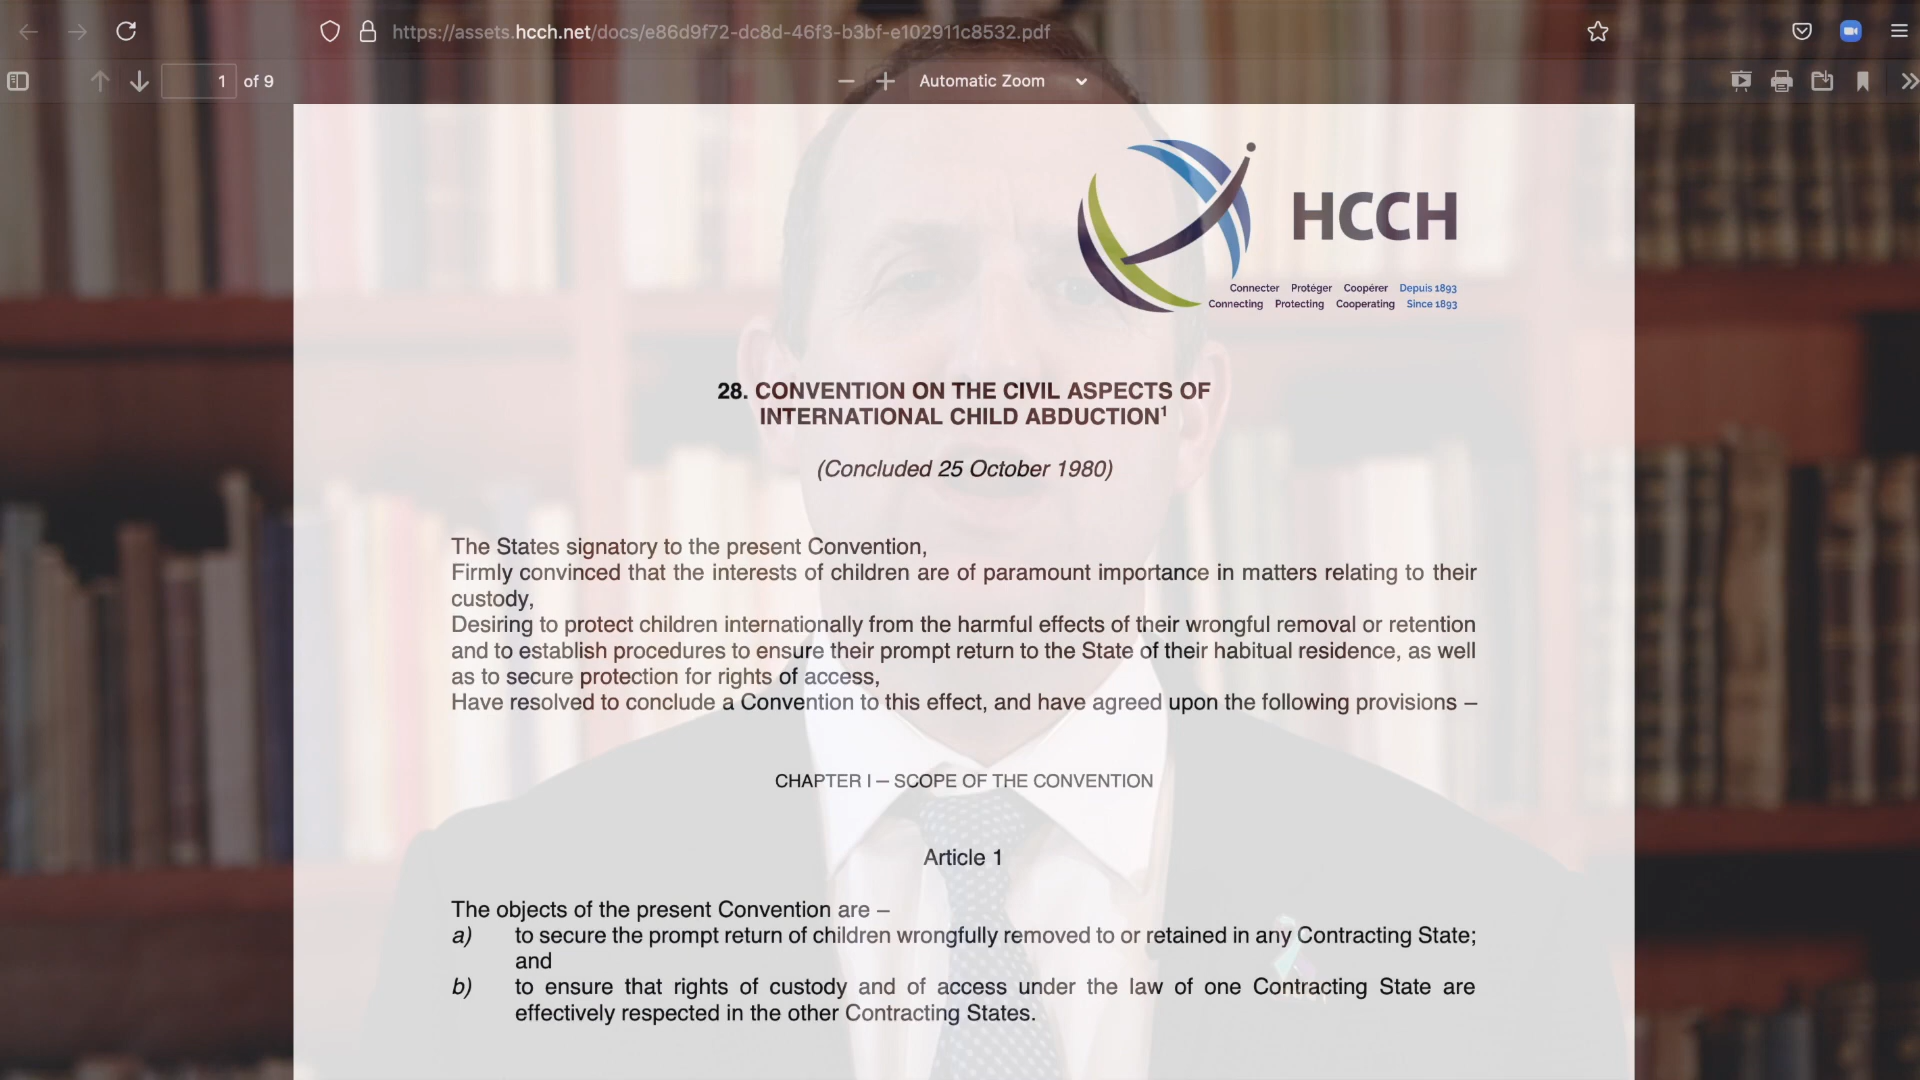 https://assets.hcch.net/docs/e86d9f72-dc8d-46f3-b3bf-e102911c8532.pdf
1 of 9
Automatic Zoom
HCCH
Connecter Protéger Coopérer Depuis 1893
Connecting Protecting Cooperating Since 1893
28. CONVENTION ON THE CIVIL ASPECTS OF
INTERNATIONAL CHILD ABDUCTION1
(Concluded 25 October 1980)
The States signatory to the present Convention,
Firmly convinced that the interests of children are of paramount importance in matters relating to their
custody,
Desiring to protect children internationally from the harmful effects of their wrongful removal or retention
and to establish procedures to ensure their prompt return to the State of their habitual residence, as well
as to secure protection for rights of access,
Have resolved to conclude a Convention to this effect, and have agreed upon the following provisions –
CHAPTER I – SCOPE OF THE CONVENTION
Article 1
The objects of the present Convention are –
a) to secure the prompt return of children wrongfully removed to or retained in any Contracting State;
and
b) to ensure that rights of custody and of access under the law of one Contracting State are
effectively respected in the other Contracting States.